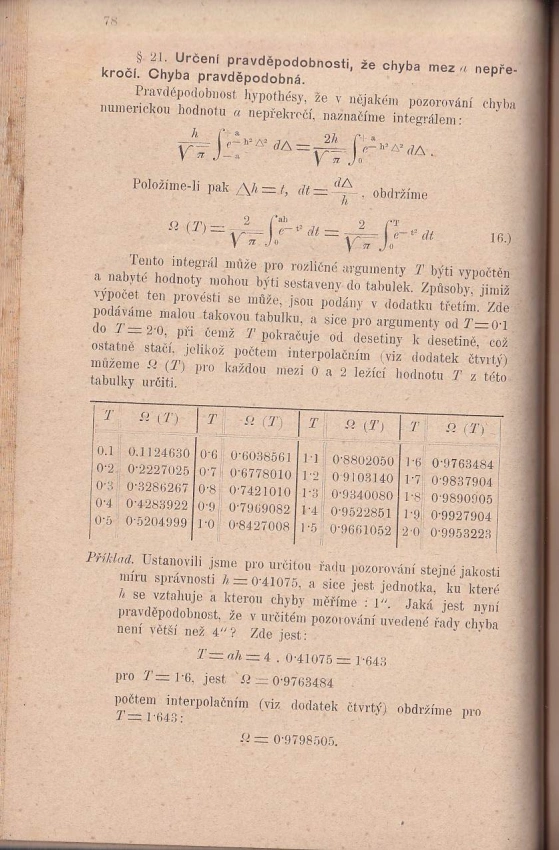 78
§ 21. Určení pravděpodobnosti, že chyba mez a nepře-
kročí. Chyba pravděpodobná.
Pravděpodobnost hypothésy, že v nějakém pozorování chyba
numerickou hodnotu a nepřekročí, naznačíme integrálem:
h/√π ∫₋ₐ⁺ᵃ e^(−h²Δ²) dΔ = 2h/√π ∫₀⁺ᵃ e^(−h²Δ²) dΔ .
Položíme-li pak Δh = t, dt = dΔ/h , obdržíme
Ω (T) = 2/√π ∫₀^ah e^(−t²) dt = 2/√π ∫₀^T e^(−t²) dt 16.)
Tento integrál může pro rozličné argumenty T býti vypočtěn
a nabyté hodnoty mohou býti sestaveny do tabulek. Způsoby, jimiž
výpočet ten provésti se může, jsou podány v dodatku třetím. Zde
podáváme malou takovou tabulku, a sice pro argumenty od T = 0·1
do T = 2·0, při čemž T pokračuje od desetiny k desetině, což
ostatně stačí, jelikož počtem interpolačním (viz dodatek čtvrtý)
můžeme Ω (T) pro každou mezi 0 a 2 ležící hodnotu T z této
tabulky určiti.
T Ω (T) T Ω (T) T Ω (T) T Ω (T)
0.1 0.1124630 0·6 0·6038561 1·1 0·8802050 1·6 0·9763484
0·2 0·2227025 0·7 0·6778010 1·2 0 9103140 1·7 0·9837904
0·3 0·3286267 0·8 0·7421010 1·3 0·9340080 1·8 0·9890905
0·4 0·4283922 0·9 0·7969082 1·4 0·9522851 1·9 0·9927904
0·5 0·5204999 1·0 0·8427008 1·5 0·9661052 2·0 0·9953223
Příklad. Ustanovili jsme pro určitou řadu pozorování stejné jakosti
míru správnosti h = 0·41075, a sice jest jednotka, ku které
h se vztahuje a kterou chyby měříme : 1″. Jaká jest nyní
pravděpodobnost, že v určitém pozorování uvedené řady chyba
není větší než 4″? Zde jest:
T = ah = 4 . 0·41075 = 1·643
pro T = 1·6, jest Ω = 0·9763484
počtem interpolačním (viz dodatek čtvrtý) obdržíme pro
T = 1·643:
Ω = 0·9798505.